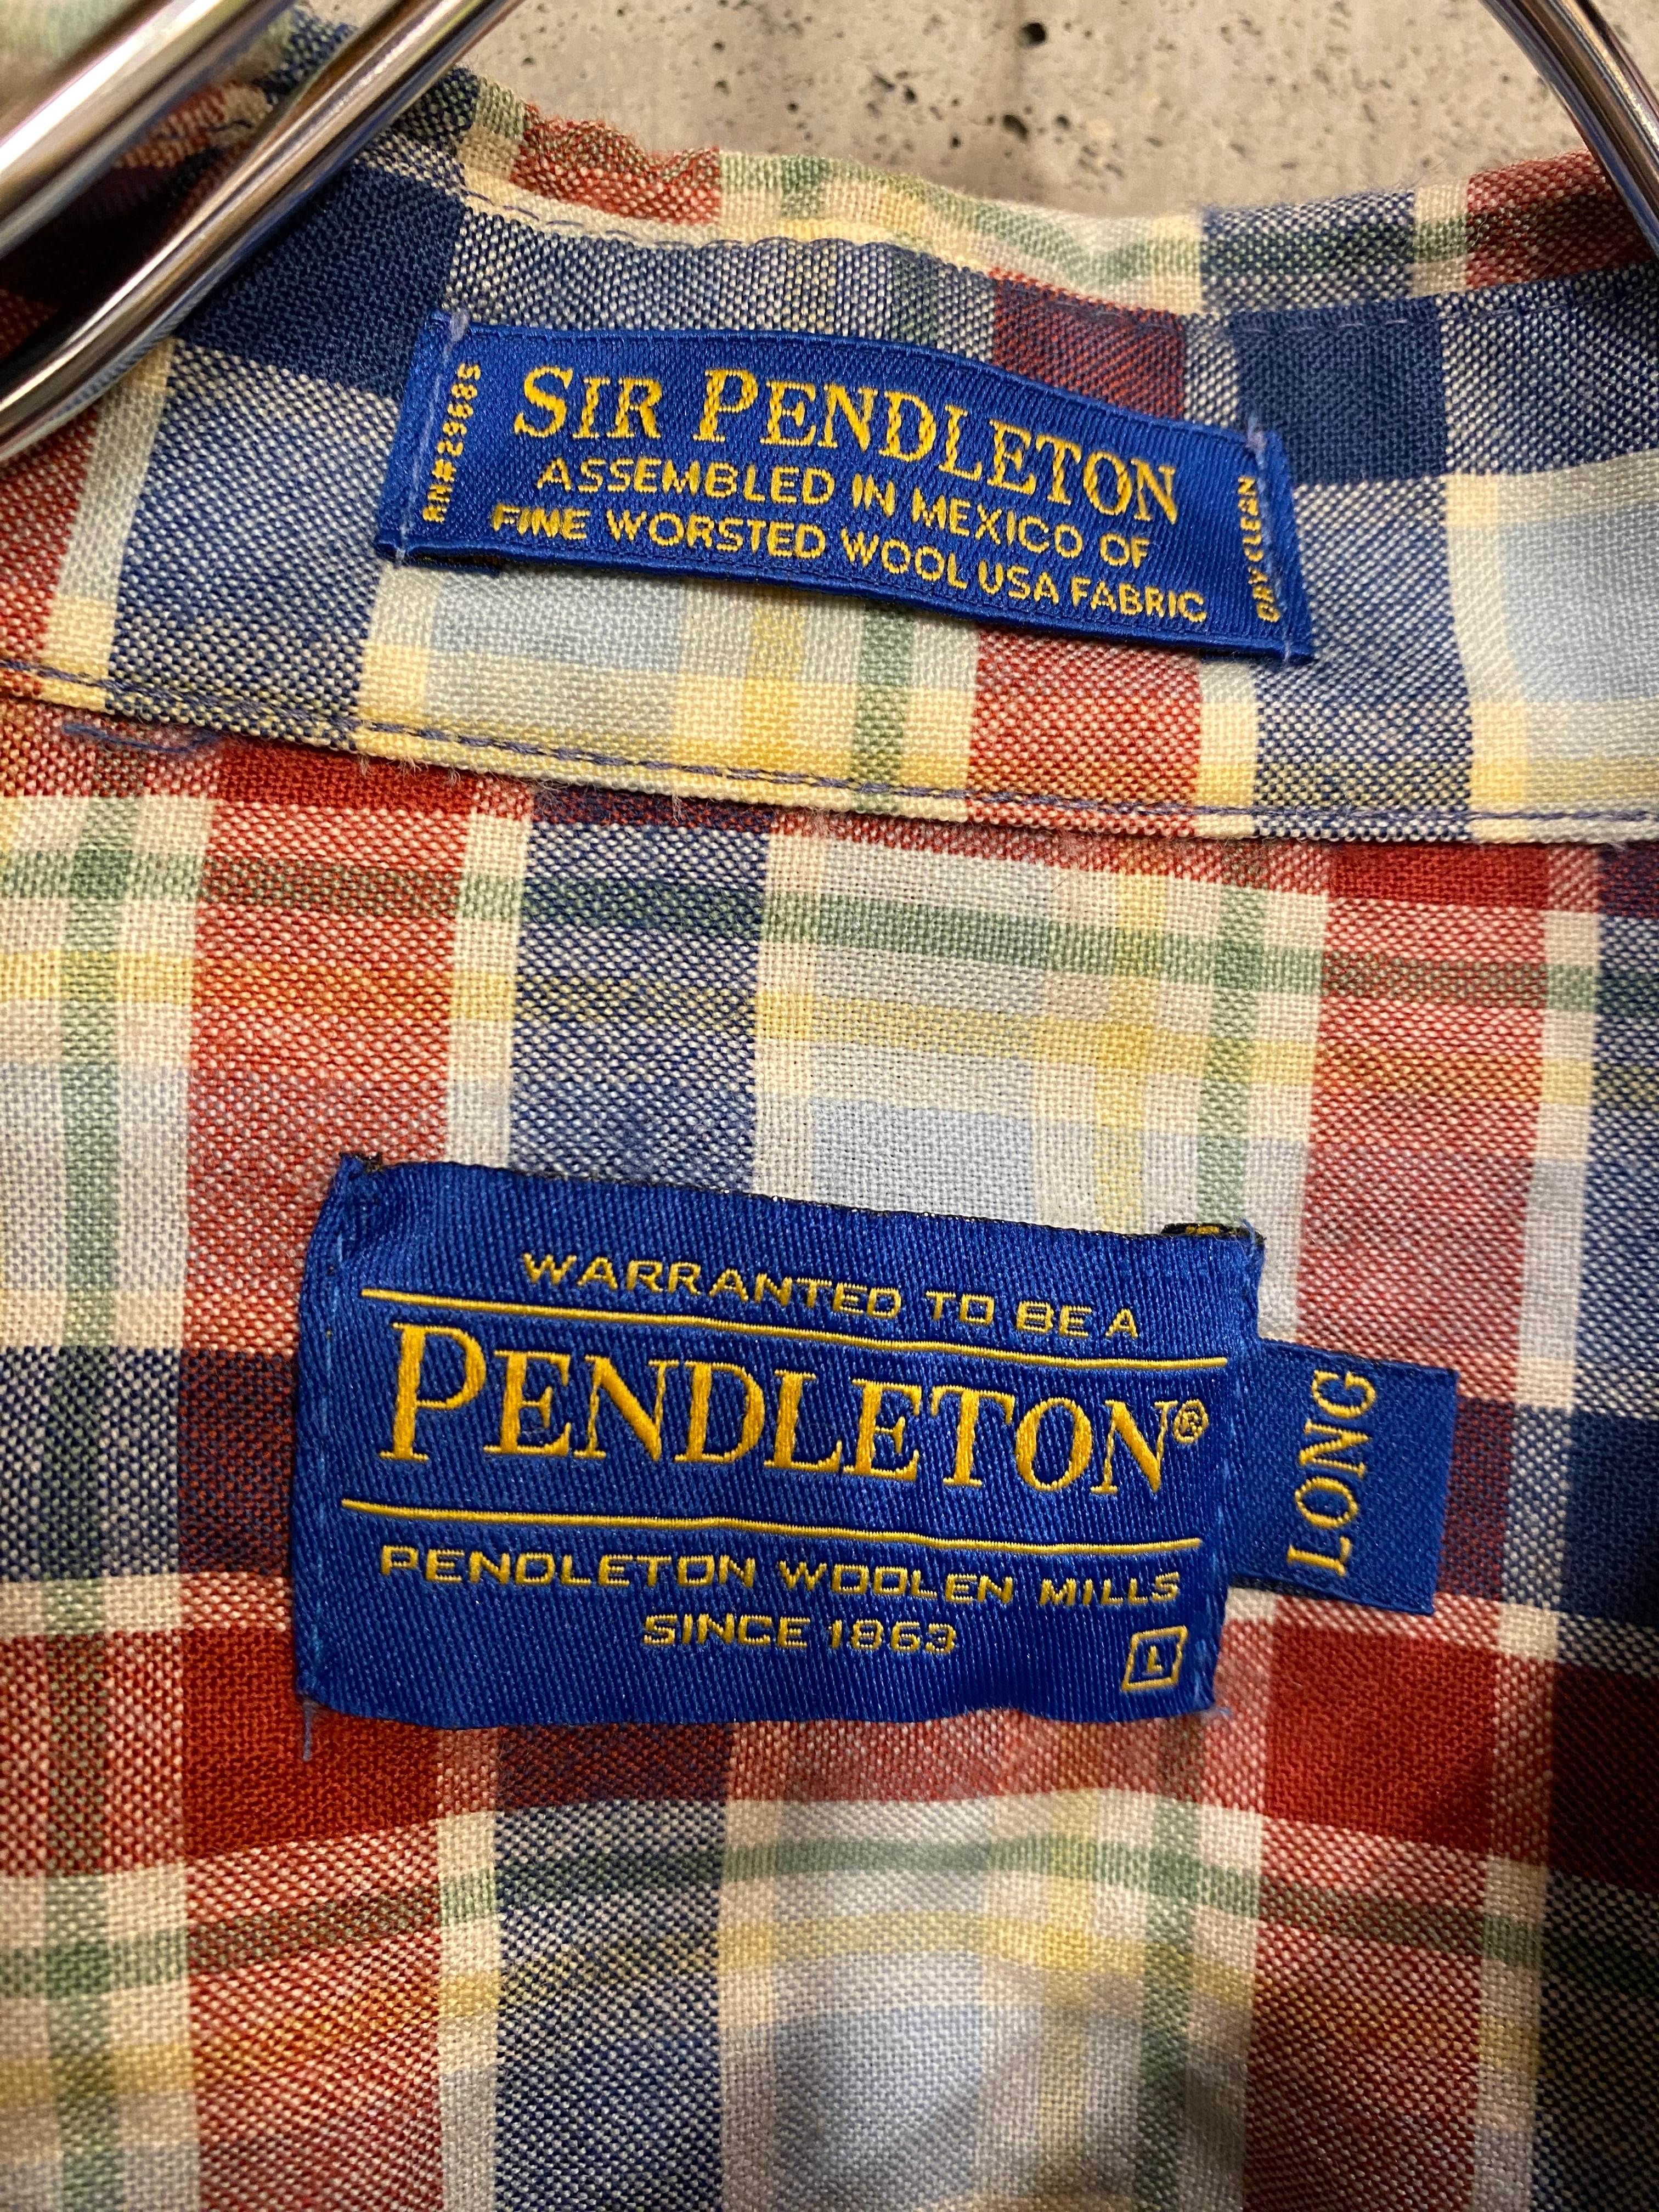 SIR PENDLETON
ASSEMBLED IN MEXICO OF
FINE WORSTED WOOL USA FABRIC
RN#29685
DRY CLEAN
WARRANTED TO BE A
PENDLETON®
PENDLETON WOOLEN MILLS
SINCE 1863
L
LONG